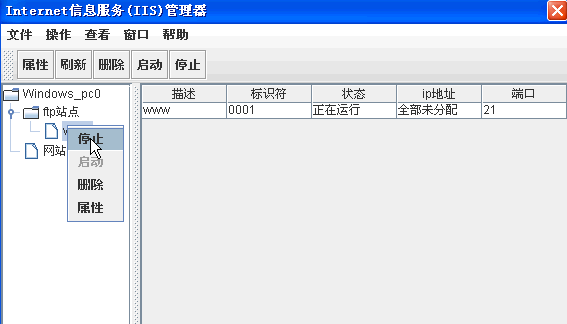 Internet信息服务(IIS)管理器
文件 操作 查看 窗口 帮助
属性 刷新 删除 启动 停止
Windows_pc0
ftp站点
网站
停止
启动
删除
属性
描述 标识符 状态 ip地址 端口
www 0001 正在运行 全部未分配 21